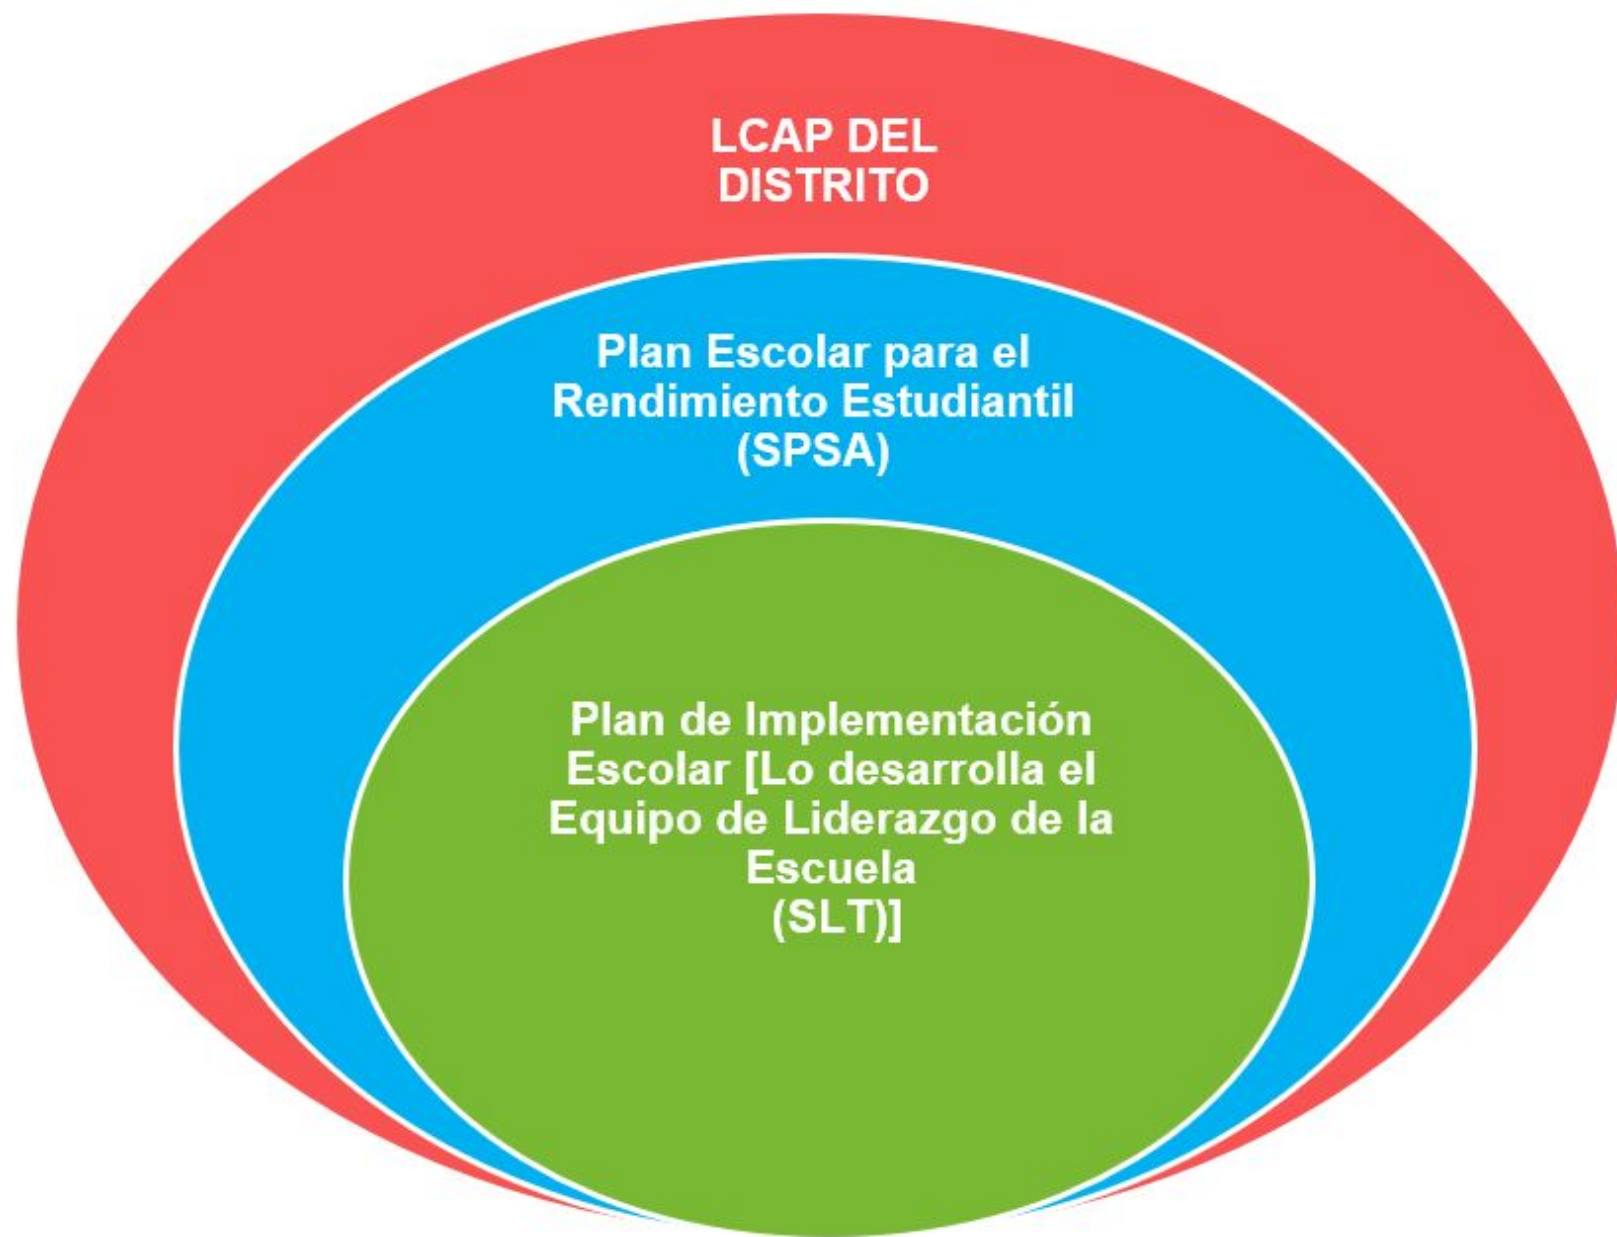 LCAP DEL
DISTRITO
Plan Escolar para el
Rendimiento Estudiantil
(SPSA)
Plan de Implementación
Escolar [Lo desarrolla el
Equipo de Liderazgo de la
Escuela
(SLT)]